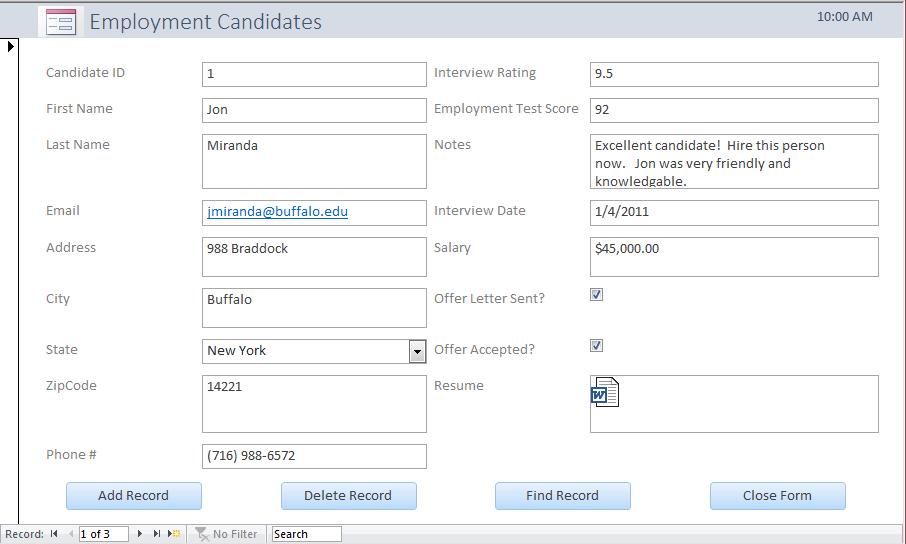 Employment Candidates
10:00 AM
Candidate ID 1
Interview Rating 9.5
First Name Jon
Employment Test Score 92
Last Name Miranda
Notes Excellent candidate!  Hire this person
now.   Jon was very friendly and
knowledgable.
Email jmiranda@buffalo.edu
Interview Date 1/4/2011
Address 988 Braddock
Salary $45,000.00
City Buffalo
Offer Letter Sent?
State New York
Offer Accepted?
ZipCode 14221
Resume W
Phone # (716) 988-6572
Add Record Delete Record Find Record Close Form
Record: 1 of 3 No Filter Search